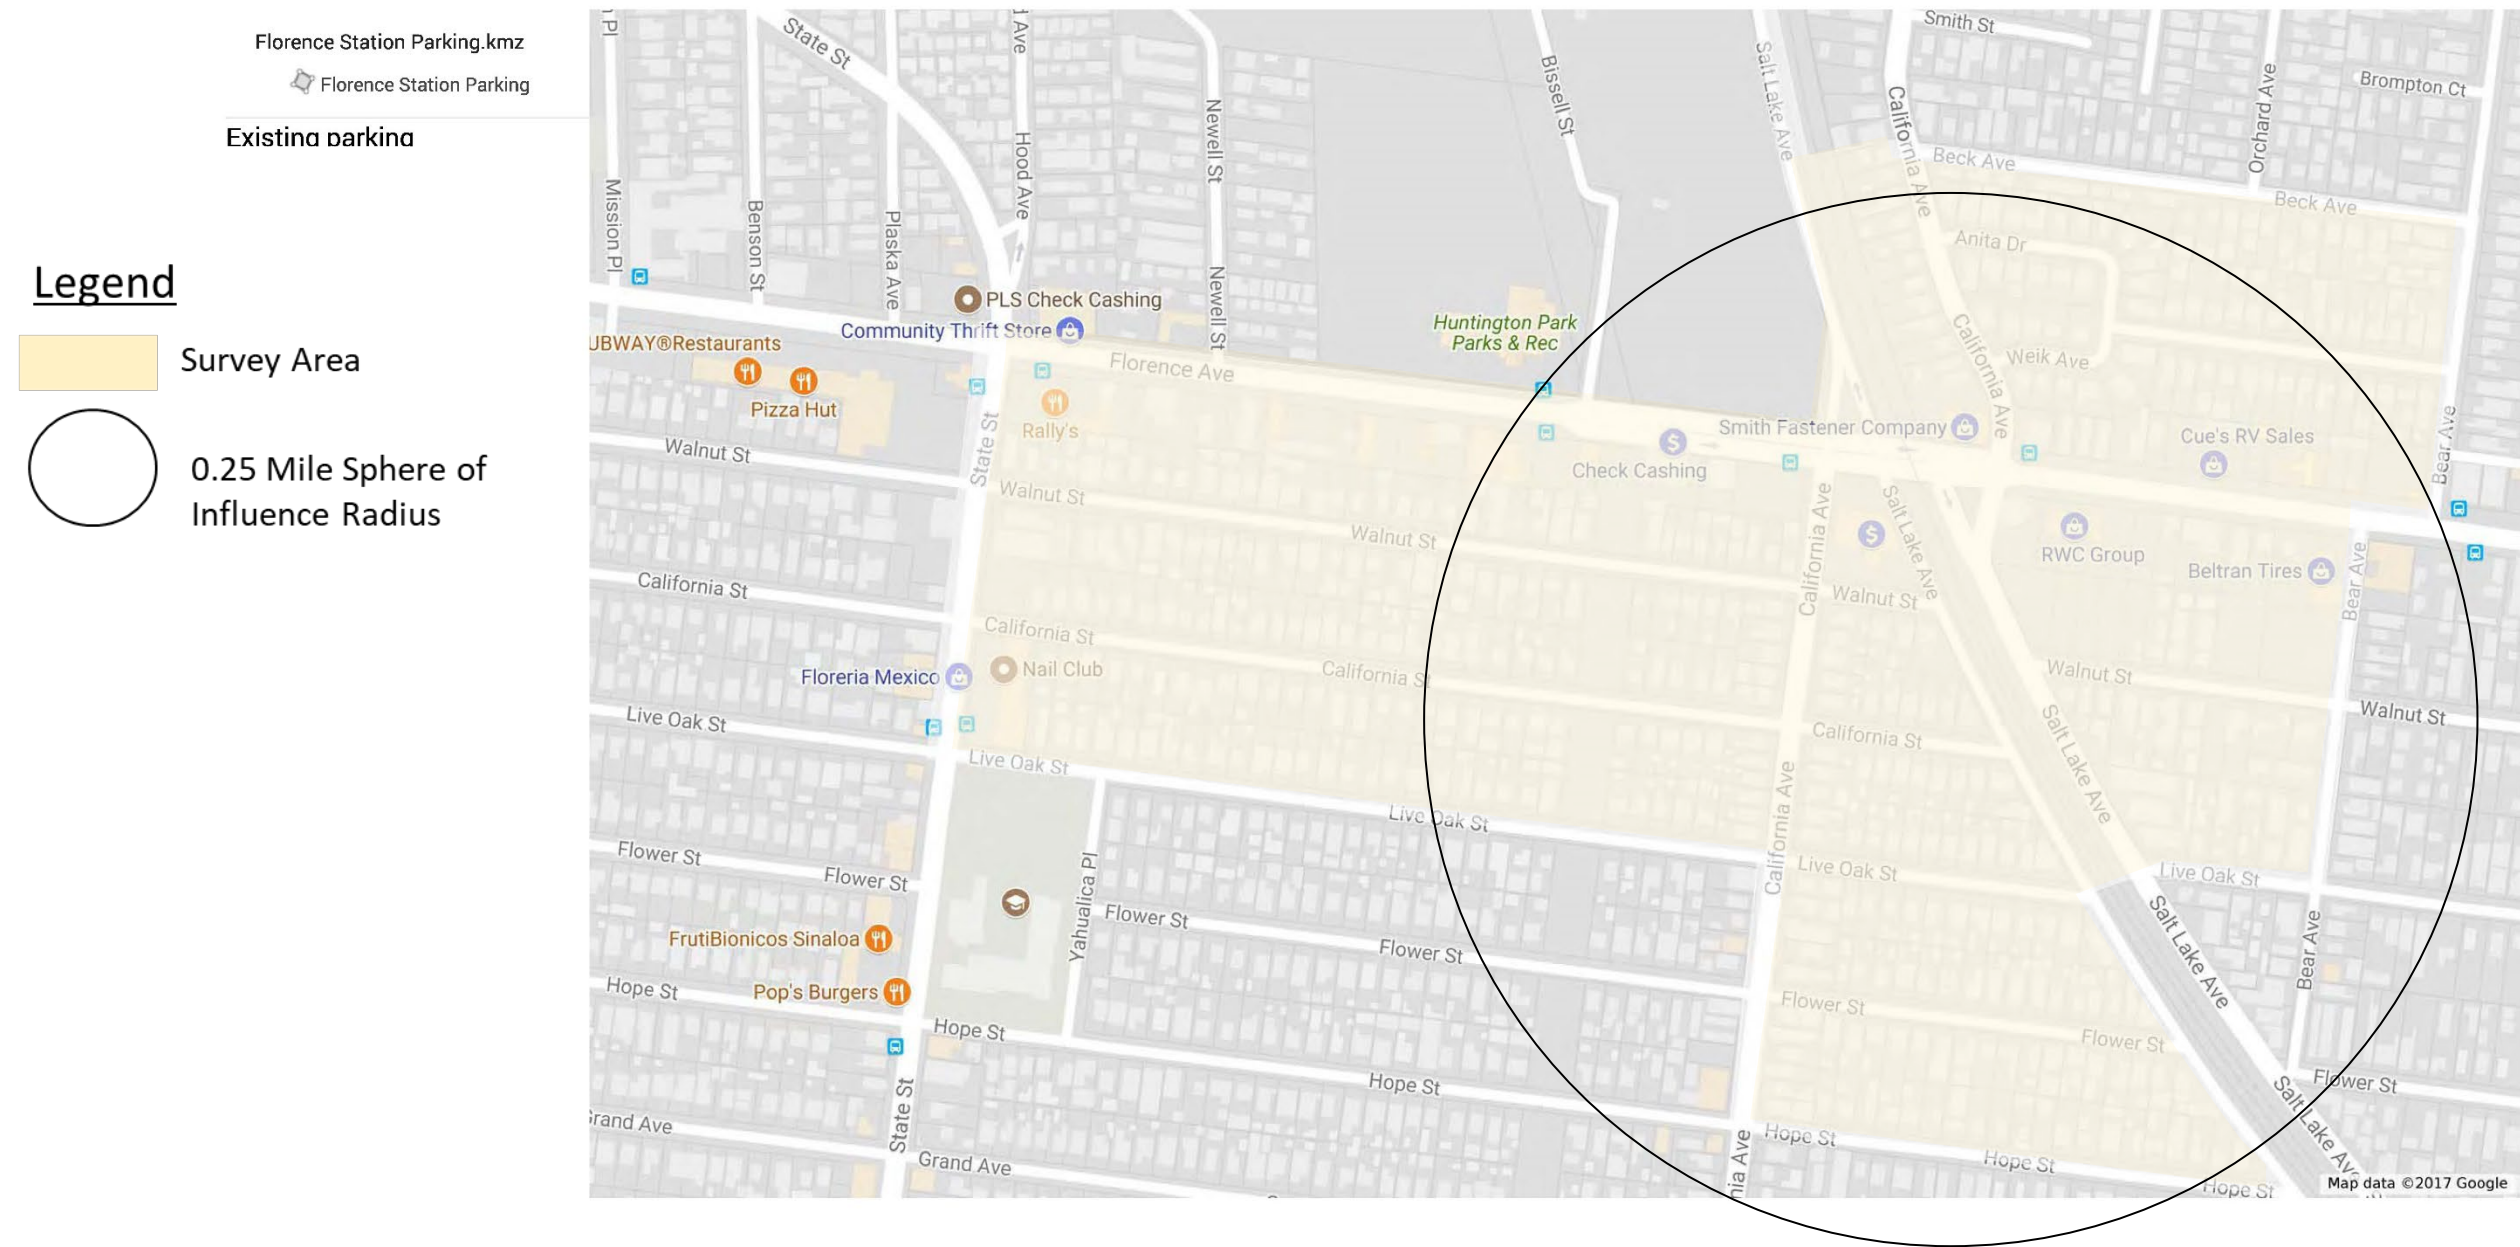 Florence Station Parking.kmz
Florence Station Parking
Existing parking
Legend
Survey Area
0.25 Mile Sphere of
Influence Radius
State St
Hood Ave
Newell St
Bissell St
Salt Lake Ave
California Ave
Smith St
Orchard Ave
Brompton Ct
Beck Ave
Beck Ave
Mission Pl
Benson St
Plaska Ave
Newell St
California Ave
Anita Dr
Weik Ave
PLS Check Cashing
Community Thrift Store
UBWAY®Restaurants
Pizza Hut
Florence Ave
Rally's
Huntington Park
Parks & Rec
Smith Fastener Company
Check Cashing
Cue's RV Sales
Bear Ave
Walnut St
State St
Walnut St
Walnut St
California Ave
Salt Lake Ave
Walnut St
RWC Group
Beltran Tires
Bear Ave
California St
California St
California St
Floreria Mexico
Nail Club
Walnut St
Walnut St
Live Oak St
Live Oak St
California St
Salt Lake Ave
California Ave
Live Oak St
Live Oak St
Live Oak St
Flower St
Flower St
Yahualica Pl
Flower St
Flower St
Salt Lake Ave
Bear Ave
FrutiBionicos Sinaloa
Pop's Burgers
Hope St
Hope St
Flower St
Flower St
Hope St
Flower St
State St
Grand Ave
Hope St
Hope St
Salt Lake Ave
Hope St
Map data ©2017 Google